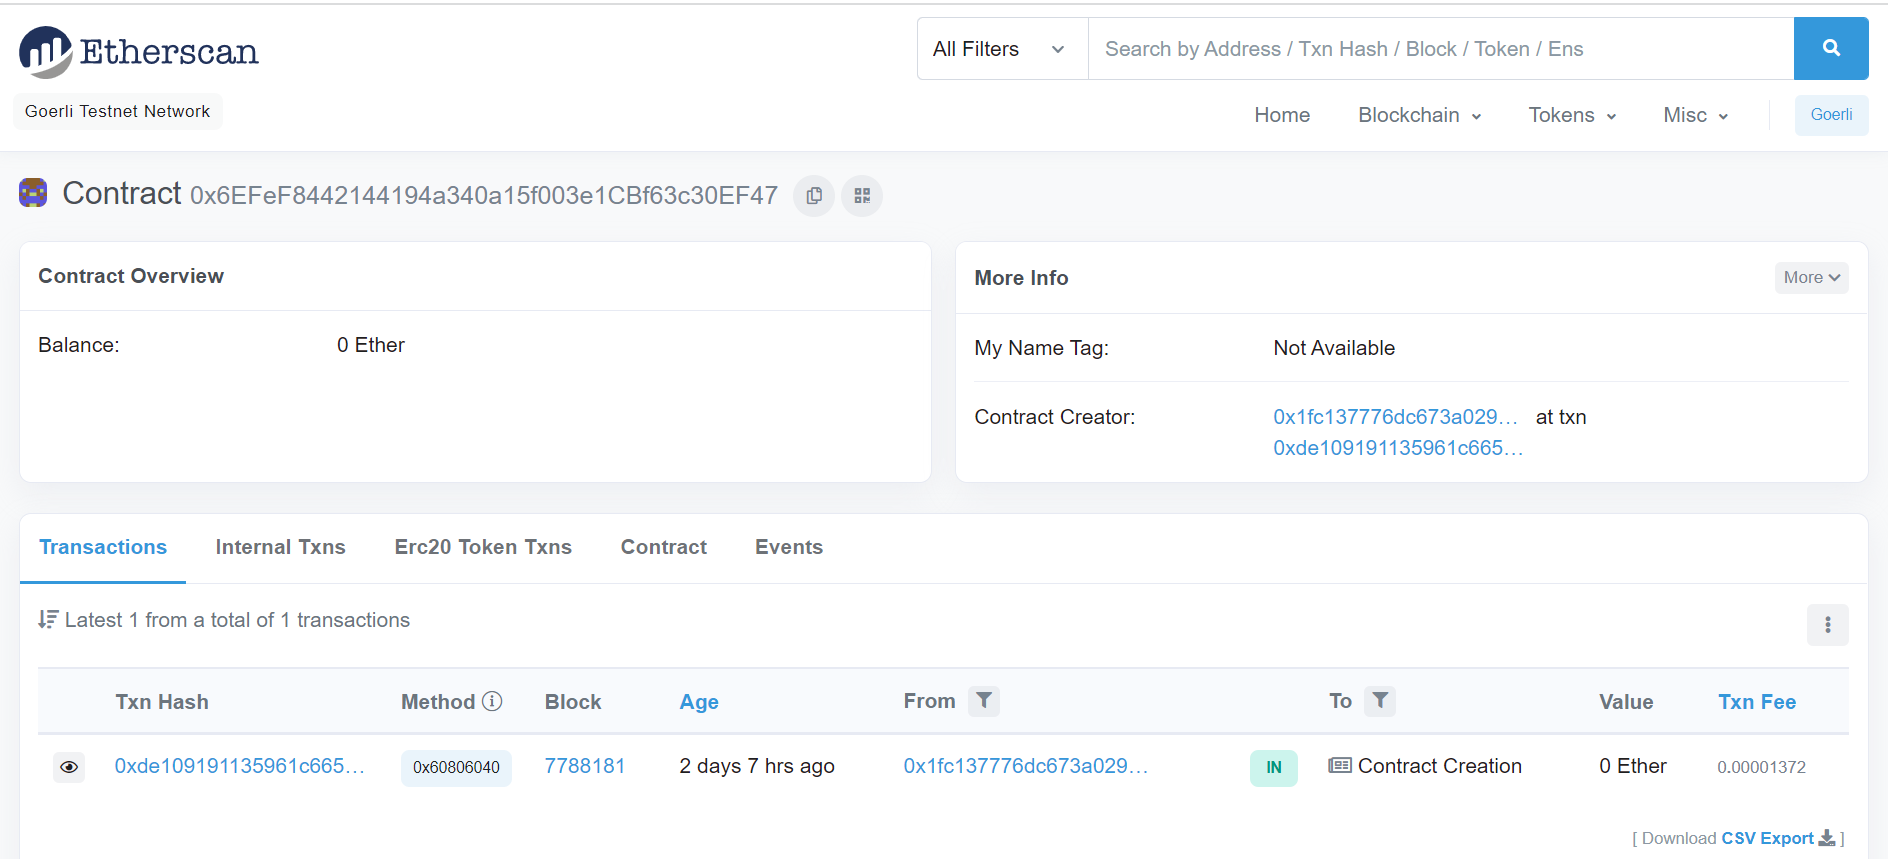 Etherscan
All Filters
Search by Address / Txn Hash / Block / Token / Ens
Goerli Testnet Network
Home Blockchain Tokens Misc Goerli
Contract 0x6EFeF8442144194a340a15f003e1CBf63c30EF47
Contract Overview
Balance: 0 Ether
More Info More
My Name Tag: Not Available
Contract Creator: 0x1fc137776dc673a029... at txn
0xde109191135961c665...
Transactions Internal Txns Erc20 Token Txns Contract Events
Latest 1 from a total of 1 transactions
Txn Hash Method Block Age From To Value Txn Fee
0xde109191135961c665... 0x60806040 7788181 2 days 7 hrs ago 0x1fc137776dc673a029... IN Contract Creation 0 Ether 0.00001372
[ Download CSV Export ]